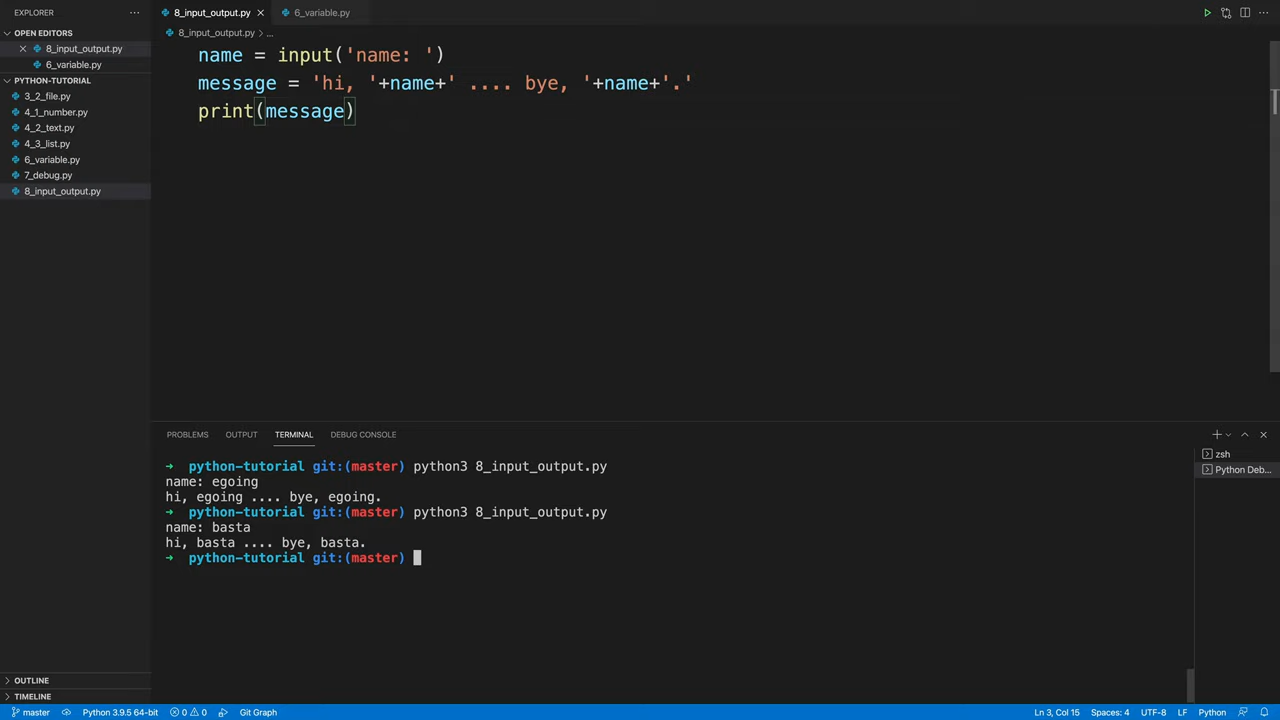 EXPLORER
8_input_output.py
6_variable.py
OPEN EDITORS
8_input_output.py
6_variable.py
PYTHON-TUTORIAL
3_2_file.py
4_1_number.py
4_2_text.py
4_3_list.py
6_variable.py
7_debug.py
8_input_output.py
OUTLINE
TIMELINE
8_input_output.py > ...
name = input('name: ')
message = 'hi, '+name+' .... bye, '+name+'.'
print(message)
PROBLEMS OUTPUT TERMINAL DEBUG CONSOLE
→ python-tutorial git:(master) python3 8_input_output.py
name: egoing
hi, egoing .... bye, egoing.
→ python-tutorial git:(master) python3 8_input_output.py
name: basta
hi, basta .... bye, basta.
→ python-tutorial git:(master)
zsh
Python Deb...
master Python 3.9.5 64-bit 0 0 Git Graph Ln 3, Col 15 Spaces: 4 UTF-8 LF Python